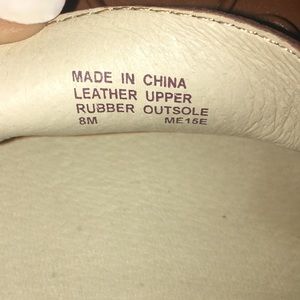 MADE IN CHINA
LEATHER UPPER
RUBBER OUTSOLE
8M ME15E